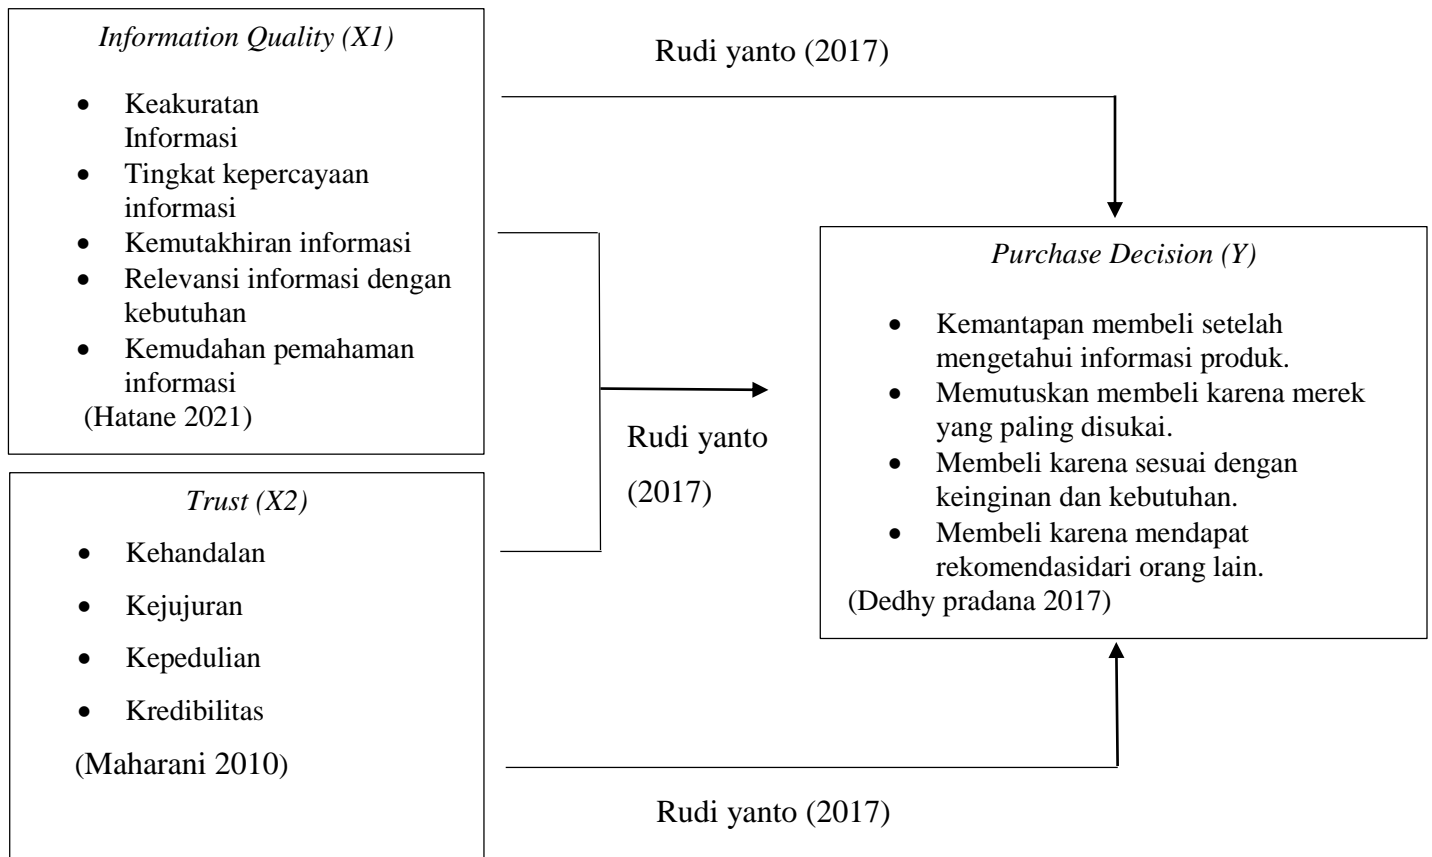 Information Quality (X1)
• Keakuratan
Informasi
• Tingkat kepercayaan
informasi
• Kemutakhiran informasi
• Relevansi informasi dengan
kebutuhan
• Kemudahan pemahaman
informasi
(Hatane 2021)
Trust (X2)
• Kehandalan
• Kejujuran
• Kepedulian
• Kredibilitas
(Maharani 2010)
Rudi yanto (2017)
Rudi yanto
(2017)
Rudi yanto (2017)
Purchase Decision (Y)
• Kemantapan membeli setelah
mengetahui informasi produk.
• Memutuskan membeli karena merek
yang paling disukai.
• Membeli karena sesuai dengan
keinginan dan kebutuhan.
• Membeli karena mendapat
rekomendasidari orang lain.
(Dedhy pradana 2017)